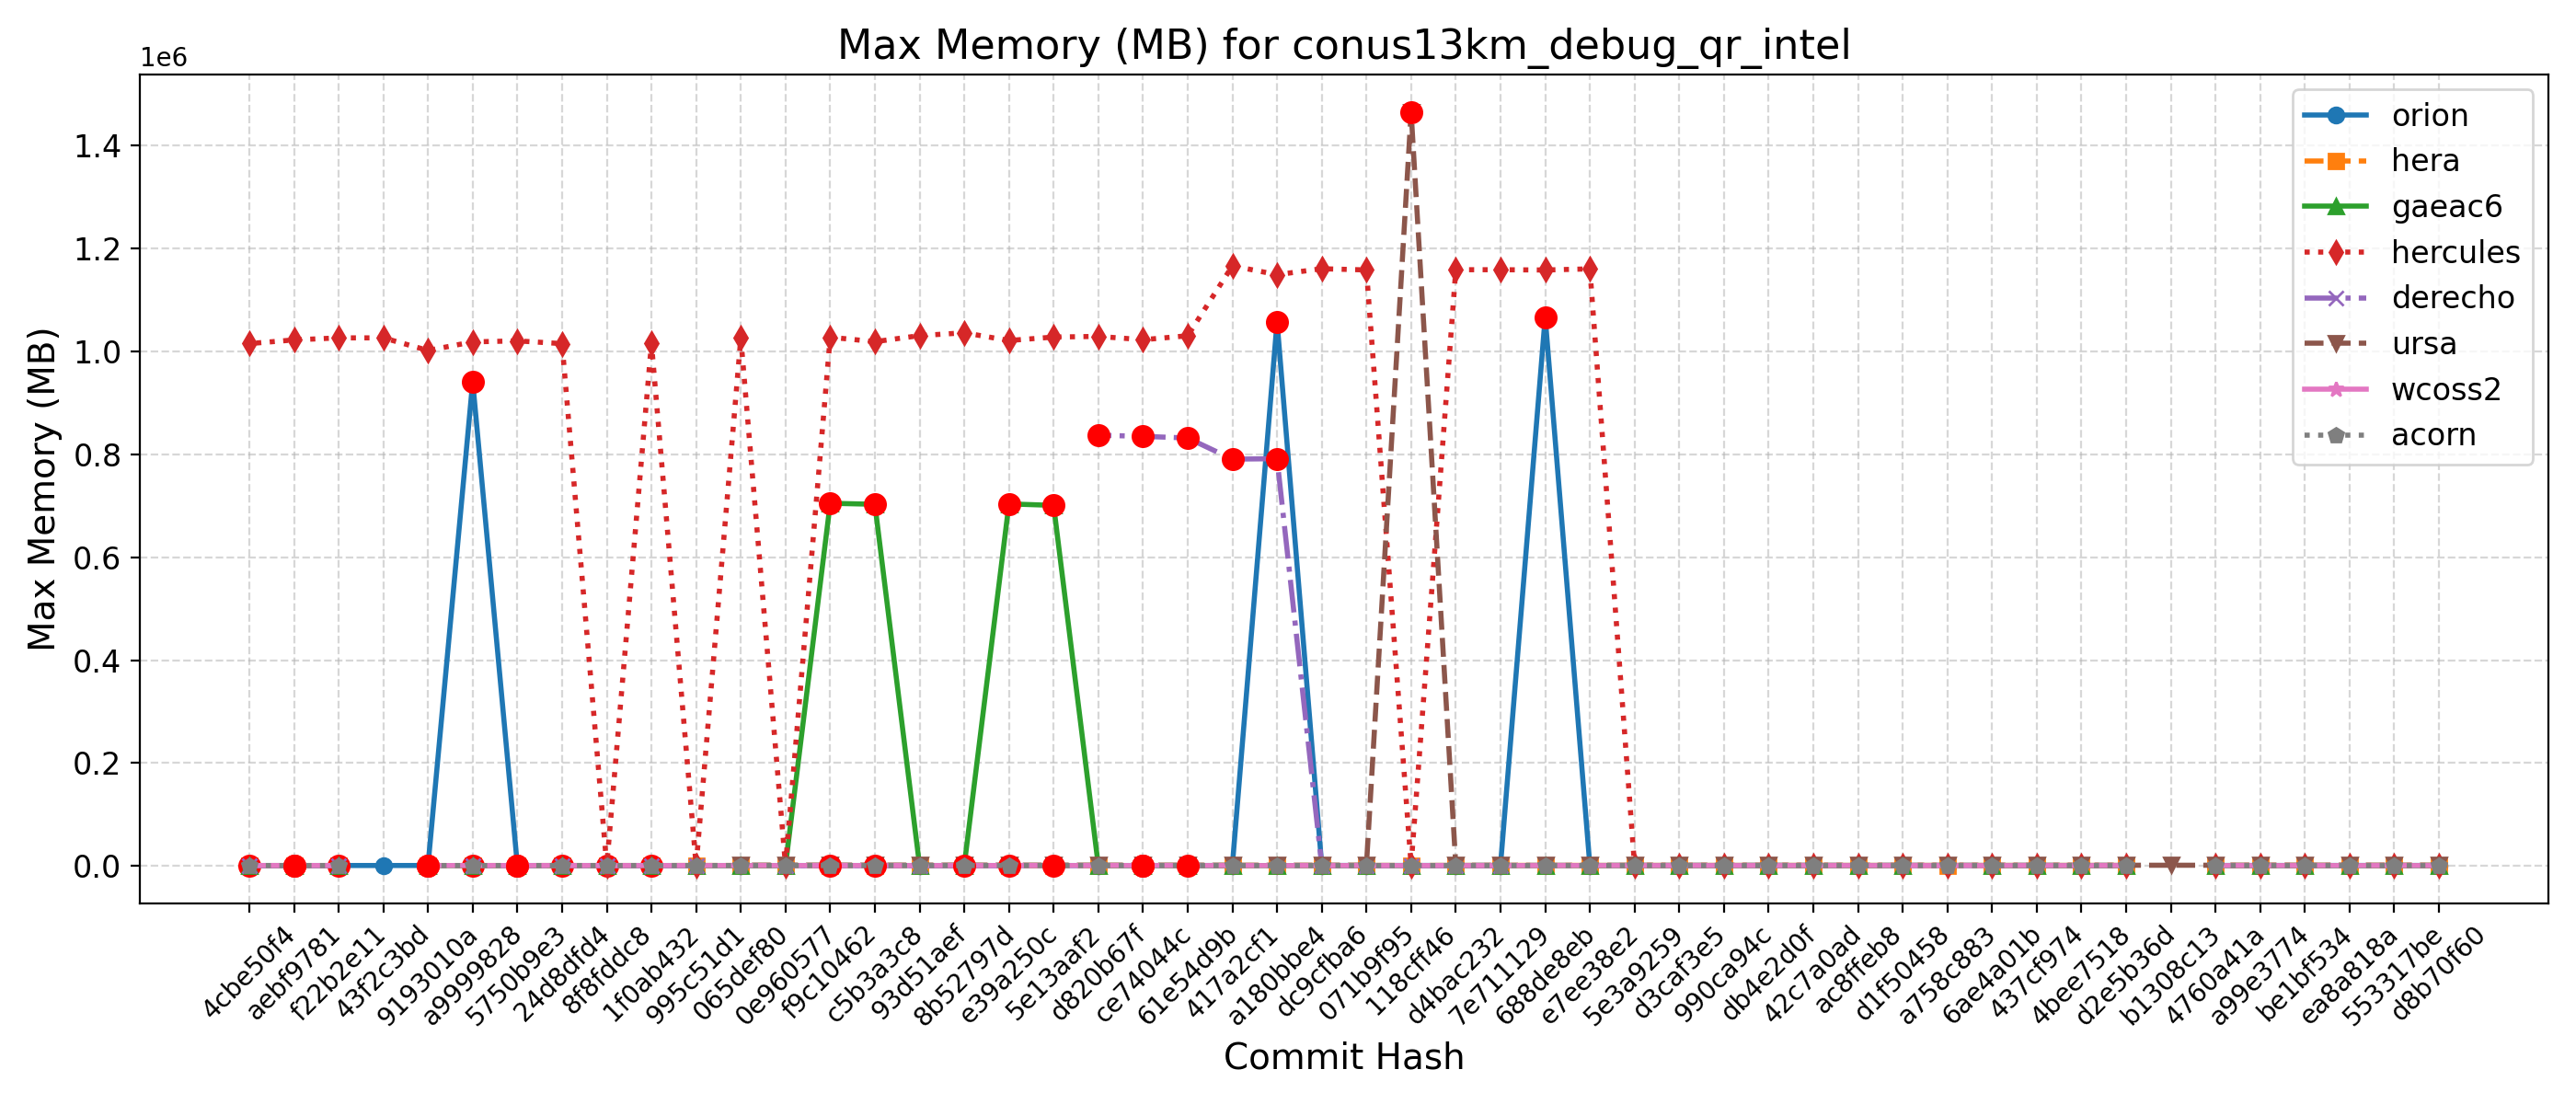 Max Memory (MB) for conus13km_debug_qr_intel
1e6
1.4
1.2
1.0
0.8
0.6
0.4
0.2
0.0
Max Memory (MB)
orion
hera
gaeac6
hercules
derecho
ursa
wcoss2
acorn
4cbe50f4
aebf9781
f22b2e11
43f2c3bd
9193010a
a9999828
5750b9e3
24d8dfd4
8f8fddc8
1f0ab432
995c51d1
065def80
0e960577
f9c10462
c5b3a3c8
93d51aef
8b52797d
e39a250c
5e13aaf2
d820b67f
ce74044c
61e54d9b
417a2cf1
a180bbe4
dc9cfba6
071b9f95
118cff46
d4bac232
7e711129
688de8eb
e7ee38e2
5e3a9259
d3caf3e5
990ca94c
db4e2d0f
42c7a0ad
ac8ffeb8
d1f50458
a758c883
6ae4a01b
437cf974
4bee7518
d2e5b36d
b1308c13
4760a41a
a99e3774
be1bf534
ea8a818a
553317be
d8b70f60
Commit Hash